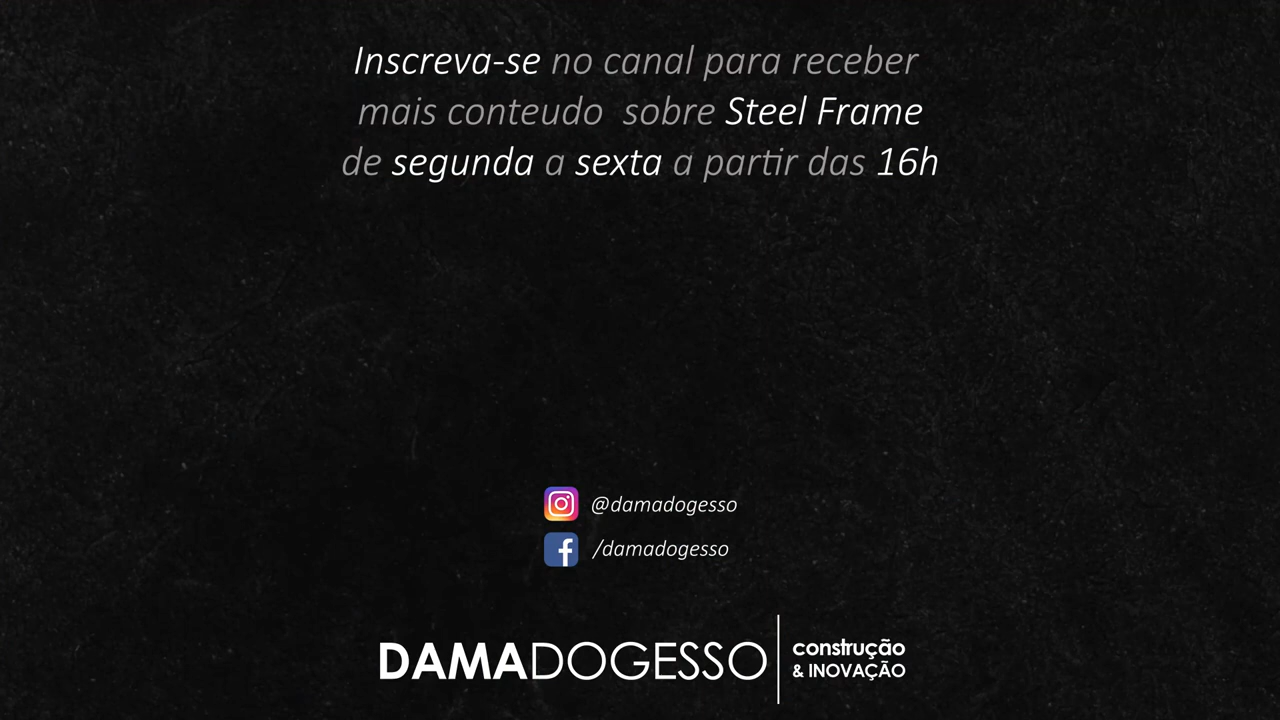 Inscreva-se no canal para receber
mais conteudo sobre Steel Frame
de segunda a sexta a partir das 16h
@damadogesso
/damadogesso
DAMADOGESSO
construção
& INOVAÇÃO